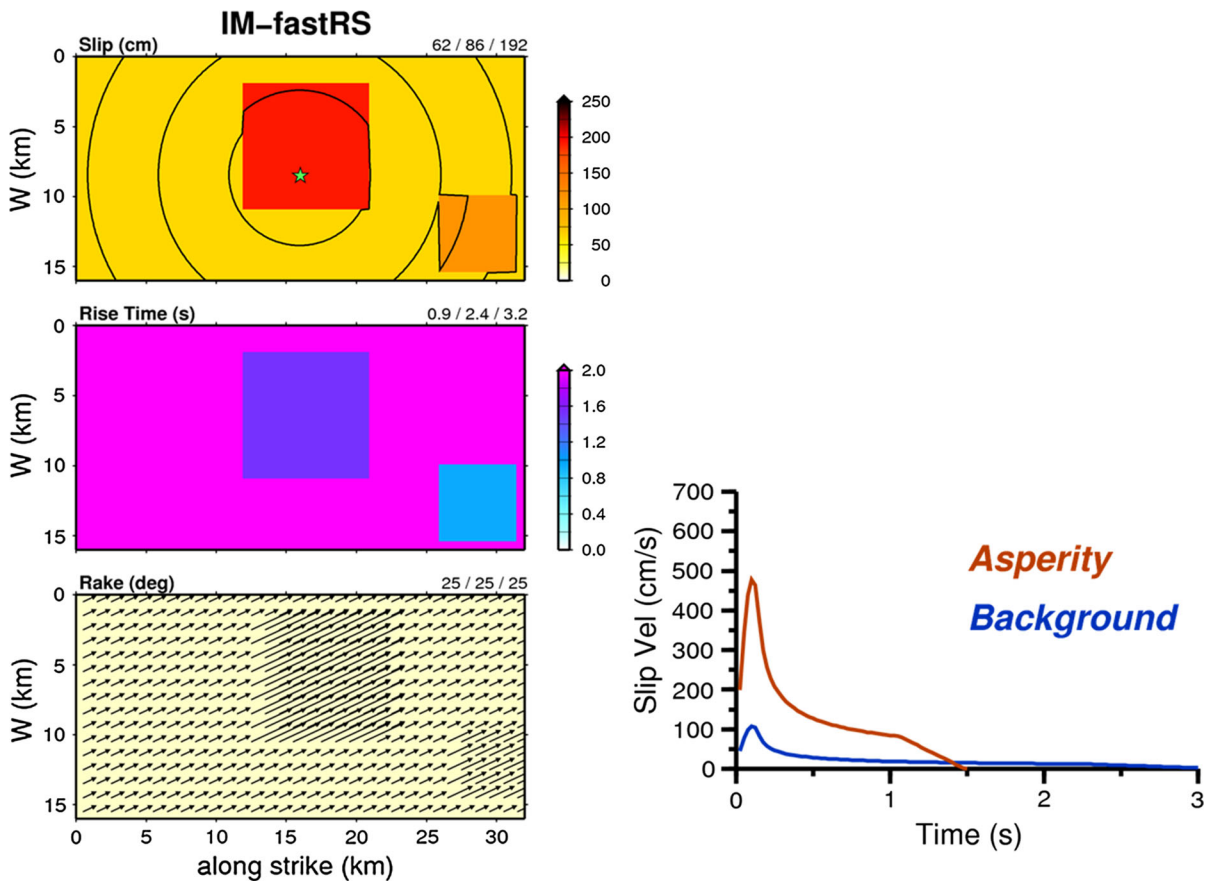 IM–fastRS
Slip (cm) 62 / 86 / 192
0
5
10
15
W (km)
250
200
150
100
50
0
Rise Time (s) 0.9 / 2.4 / 3.2
0
5
10
15
W (km)
2.0
1.6
1.2
0.8
0.4
0.0
Rake (deg) 25 / 25 / 25
0
5
10
15
W (km)
0 5 10 15 20 25 30
along strike (km)
700
600
500
400
300
200
100
0
Slip Vel (cm/s)
Asperity
Background
0 1 2 3
Time (s)